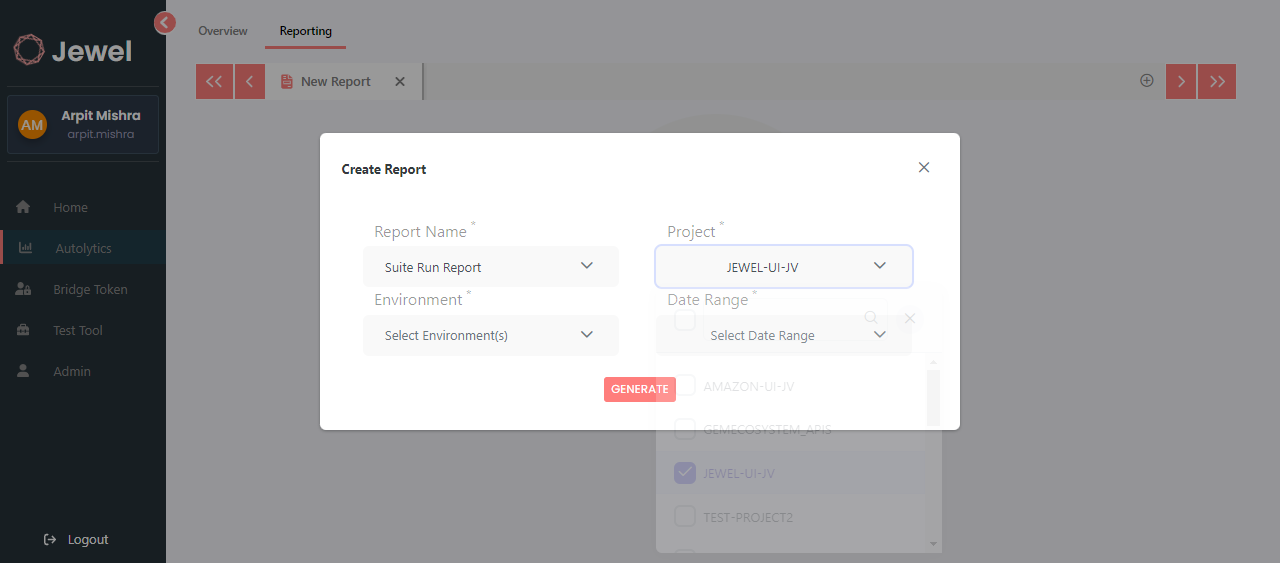 Jewel
AM
Arpit Mishra
arpit.mishra
Home
Autolytics
Bridge Token
Test Tool
Admin
Logout
Overview
Reporting
New Report
Create Report
Report Name *
Project *
Suite Run Report
JEWEL-UI-JV
Environment *
Date Range *
Select Environment(s)
Select Date Range
GENERATE
AMAZON-UI-JV
GEMECOSYSTEM_APIS
JEWEL-UI-JV
TEST-PROJECT2